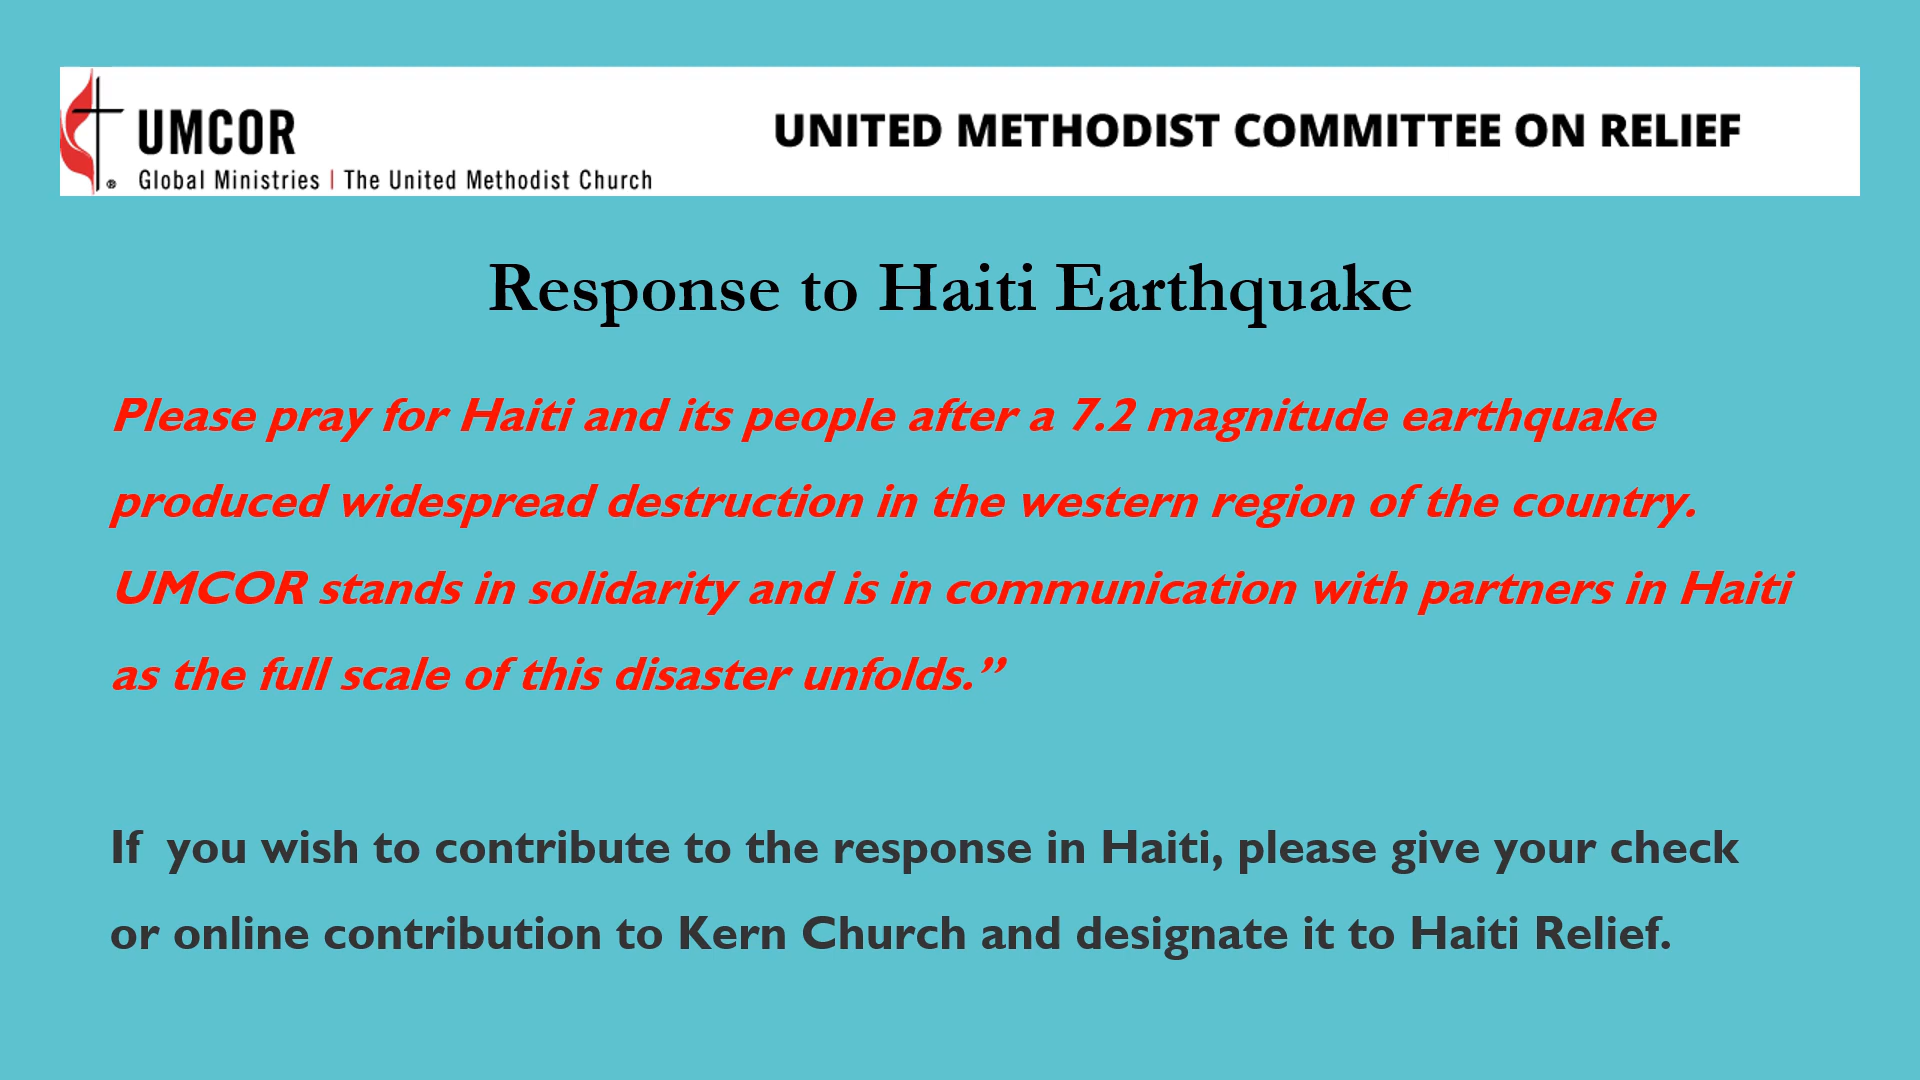 UMCOR
UNITED METHODIST COMMITTEE ON RELIEF
® Global Ministries | The United Methodist Church
Response to Haiti Earthquake
Please pray for Haiti and its people after a 7.2 magnitude earthquake
produced widespread destruction in the western region of the country.
UMCOR stands in solidarity and is in communication with partners in Haiti
as the full scale of this disaster unfolds.”
If you wish to contribute to the response in Haiti, please give your check
or online contribution to Kern Church and designate it to Haiti Relief.